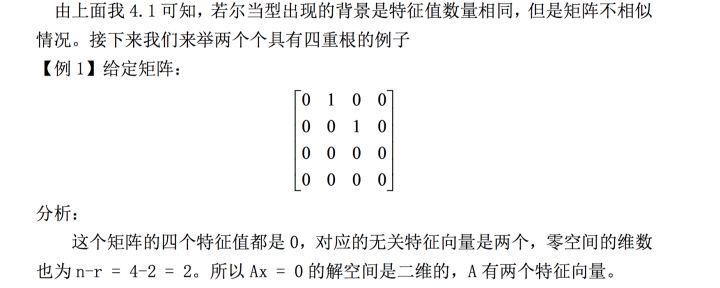 由上面我 4.1 可知，若尔当型出现的背景是特征值数量相同，但是矩阵不相似
情况。接下来我们来举两个个具有四重根的例子
【例 1】给定矩阵：
0 1 0 0
0 0 1 0
0 0 0 0
0 0 0 0
分析：
这个矩阵的四个特征值都是 0，对应的无关特征向量是两个，零空间的维数
也为 n-r = 4-2 = 2。所以 Ax = 0 的解空间是二维的，A 有两个特征向量。